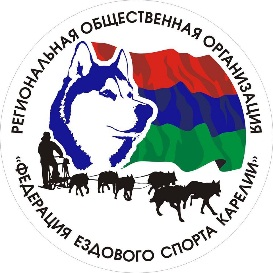 РЕГИОНАЛЬНАЯ ОБЩЕСТВЕННАЯ ОРГАНИЗАЦИЯ
"ФЕДЕРАЦИЯ ЕЗДОВОГО СПОРТА КАРЕЛИИ"